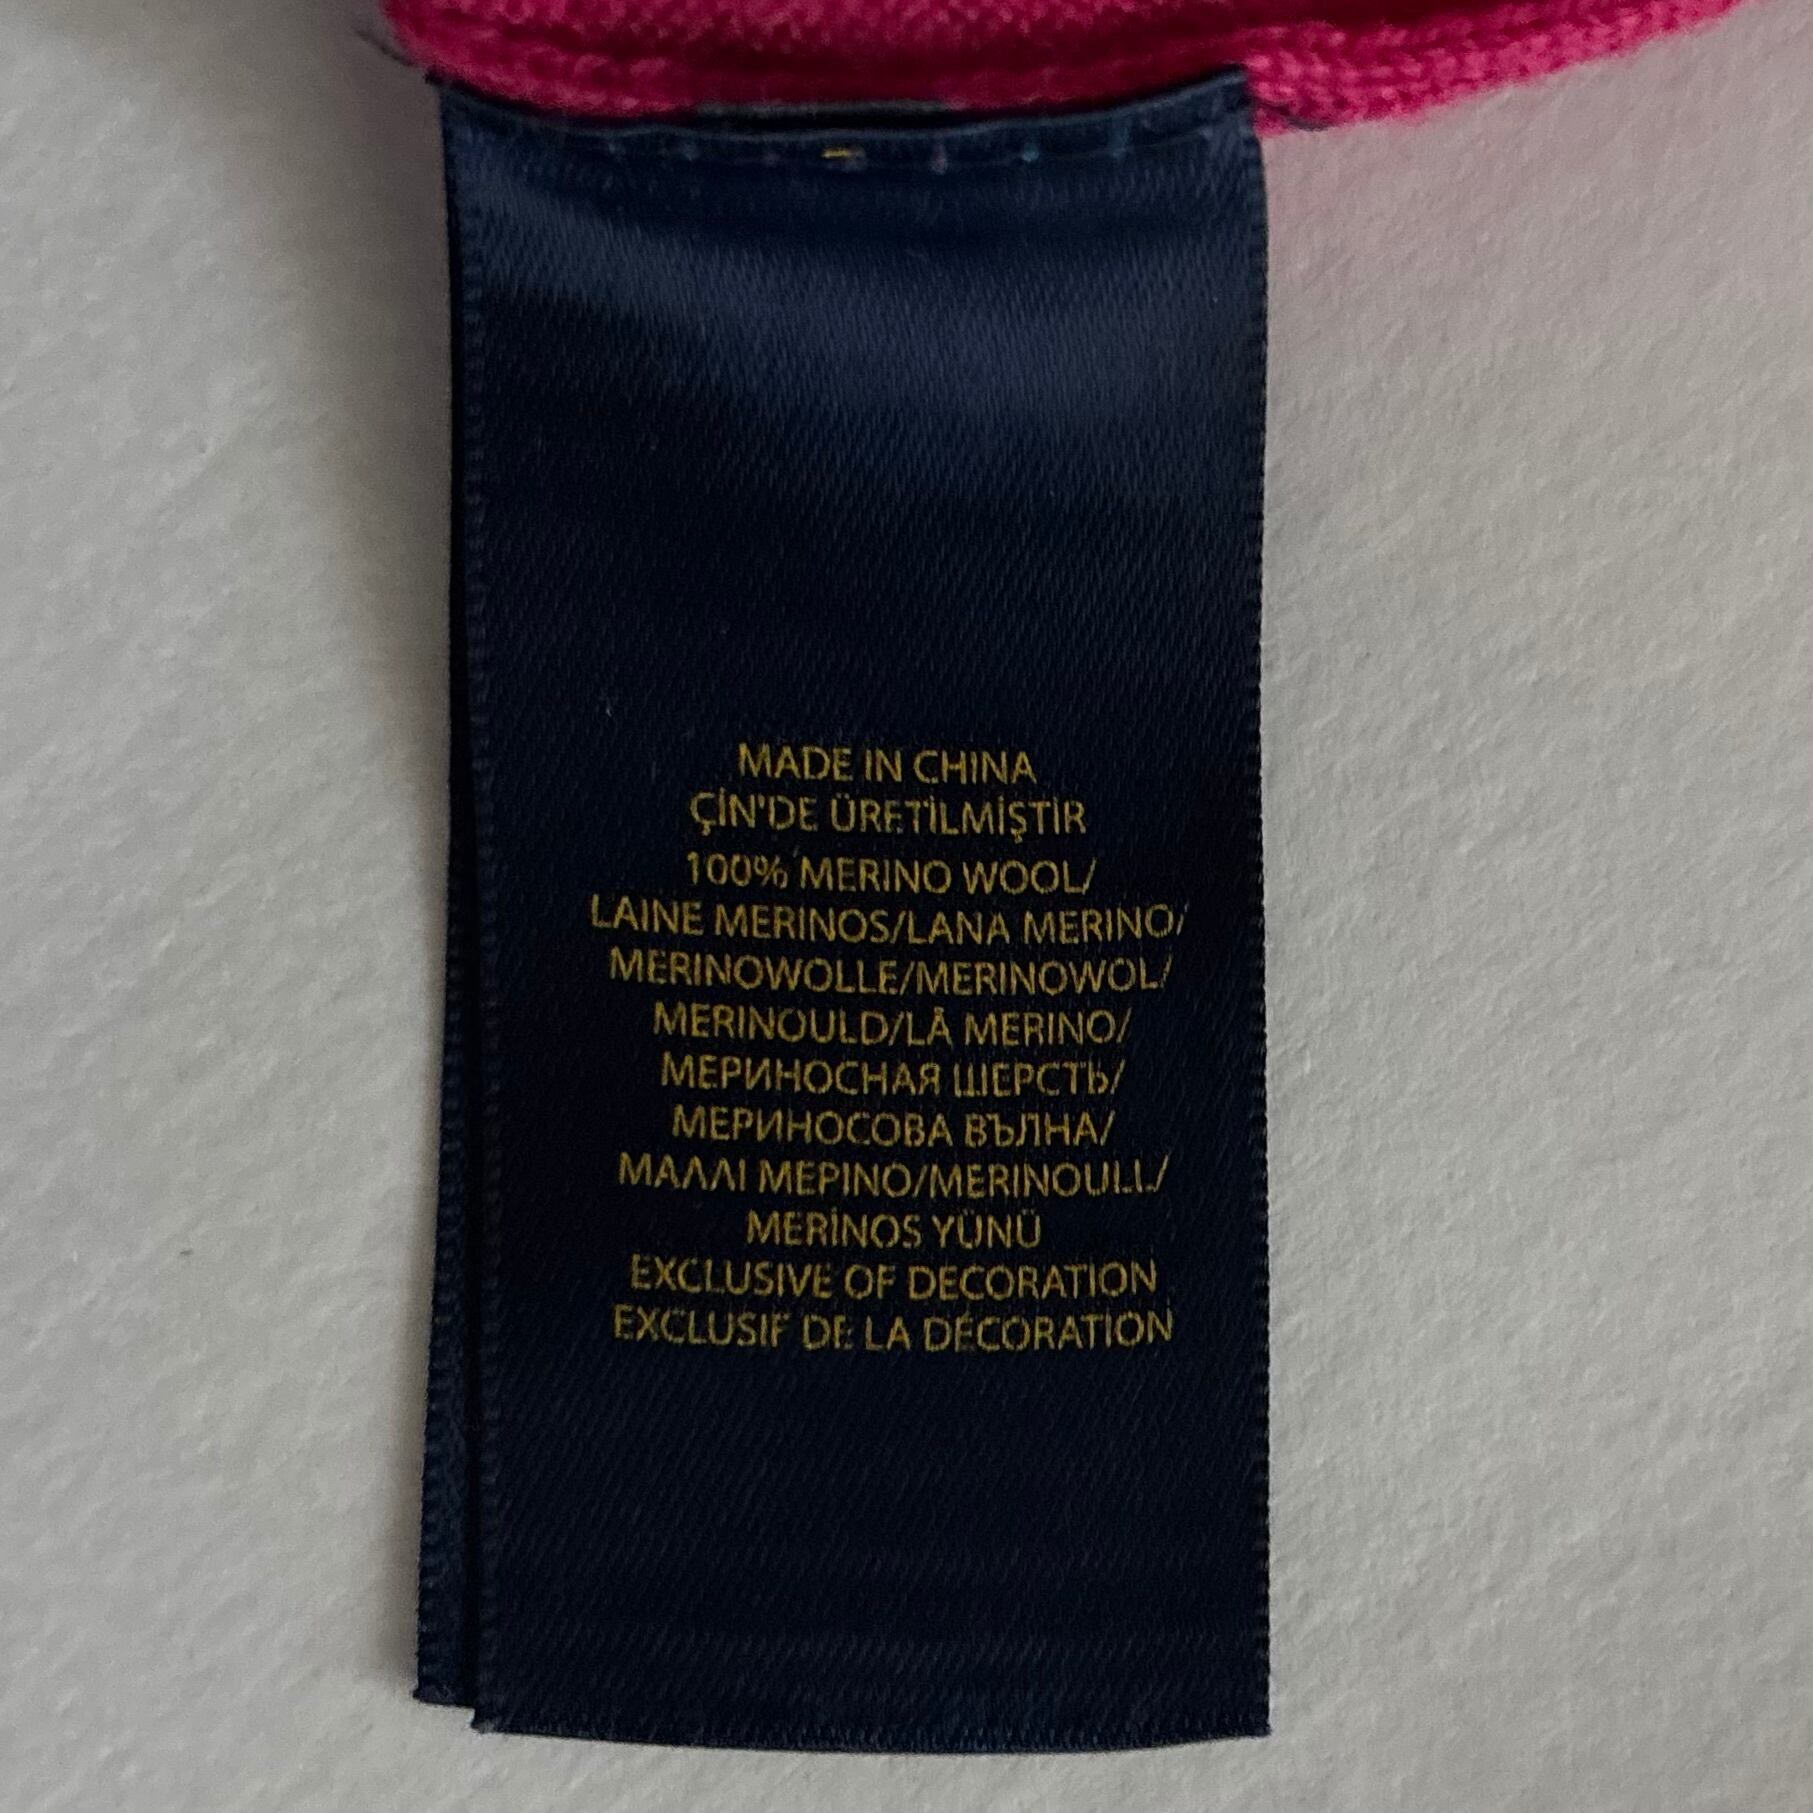 MADE IN CHINA
ÇİN'DE ÜRETİLMİŞTİR
100% MERINO WOOL/
LAINE MERINOS/LANA MERINO/
MERINOWOLLE/MERINOWOL/
MERINOULD/LÃ MERINO/
МЕРИНОСНАЯ ШЕРСТЬ/
МЕРИНОСОВА ВЪЛНА/
ΜΑΛΛΙ ΜΕΡΙΝΟ/MERINOULL/
MERİNOS YÜNÜ
EXCLUSIVE OF DECORATION
EXCLUSIF DE LA DÉCORATION